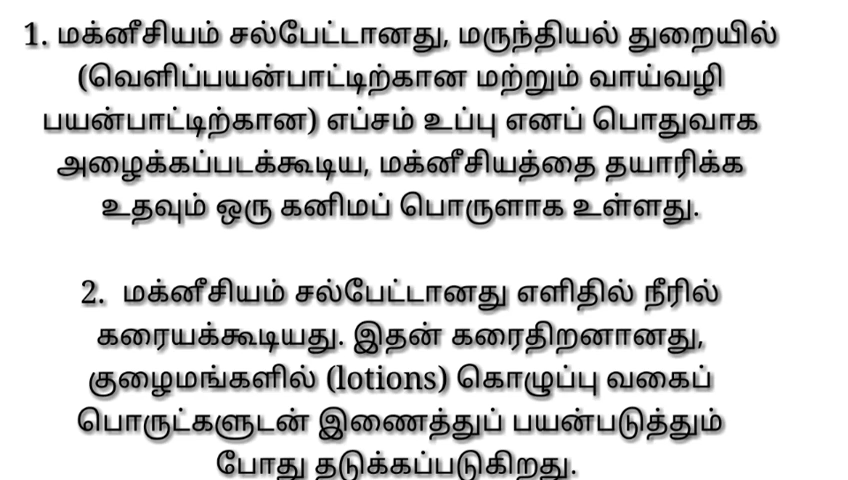 1. மக்னீசியம் சல்பேட்டானது, மருந்தியல் துறையில்
(வெளிப்பயன்பாட்டிற்கான மற்றும் வாய்வழி
பயன்பாட்டிற்கான) எப்சம் உப்பு எனப் பொதுவாக
அழைக்கப்படக்கூடிய, மக்னீசியத்தை தயாரிக்க
உதவும் ஒரு கனிமப் பொருளாக உள்ளது.
2. மக்னீசியம் சல்பேட்டானது எளிதில் நீரில்
கரையக்கூடியது. இதன் கரைதிறனானது,
குழைமங்களில் (lotions) கொழுப்பு வகைப்
பொருட்களுடன் இணைத்துப் பயன்படுத்தும்
போது தடுக்கப்படுகிறது.